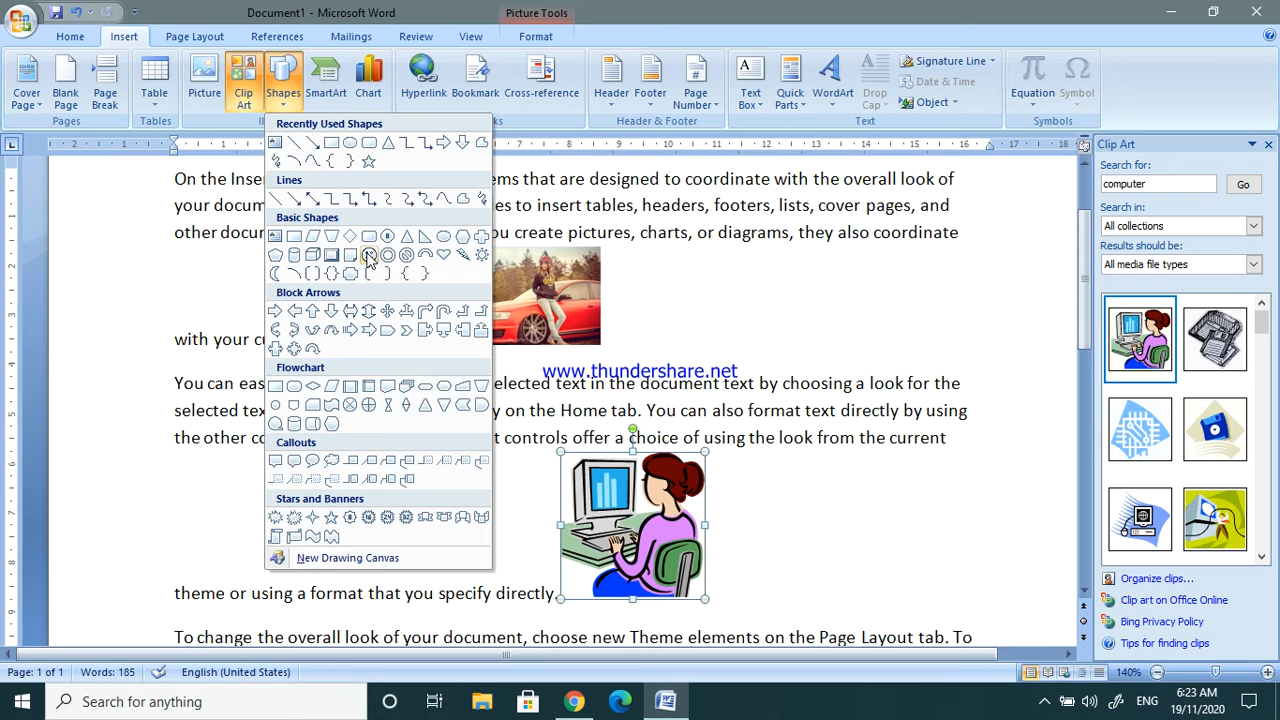 Document1 - Microsoft Word
Picture Tools
Home Insert Page Layout References Mailings Review View Format
Cover Page
Blank Page
Page Break
Table
Picture
Clip Art
Shapes
SmartArt
Chart
Hyperlink
Bookmark
Cross-reference
Header
Footer
Page Number
Text Box
Quick Parts
WordArt
Drop Cap
Signature Line
Date & Time
Object
Equation
Symbol
Pages
Tables
Header & Footer
Text
Symbols
Recently Used Shapes
Lines
Basic Shapes
Block Arrows
Flowchart
Callouts
Stars and Banners
New Drawing Canvas
On the Inser
ems that are designed to coordinate with the overall look of
your docum
es to insert tables, headers, footers, lists, cover pages, and
other docu
ou create pictures, charts, or diagrams, they also coordinate
with your cu
www.thundershare.net
You can eas
elected text in the document text by choosing a look for the
selected tex
y on the Home tab. You can also format text directly by using
the other co
t controls offer a choice of using the look from the current
theme or using a format that you specify directly.
To change the overall look of your document, choose new Theme elements on the Page Layout tab. To
Clip Art
Search for:
computer
Go
Search in:
All collections
Results should be:
All media file types
Organize clips...
Clip art on Office Online
Buy Picture Privacy
Tips for finding clips
Page: 1 of 1
Words: 185
English (United States)
140%
Search for anything
ENG
6:23 AM
19/11/2020